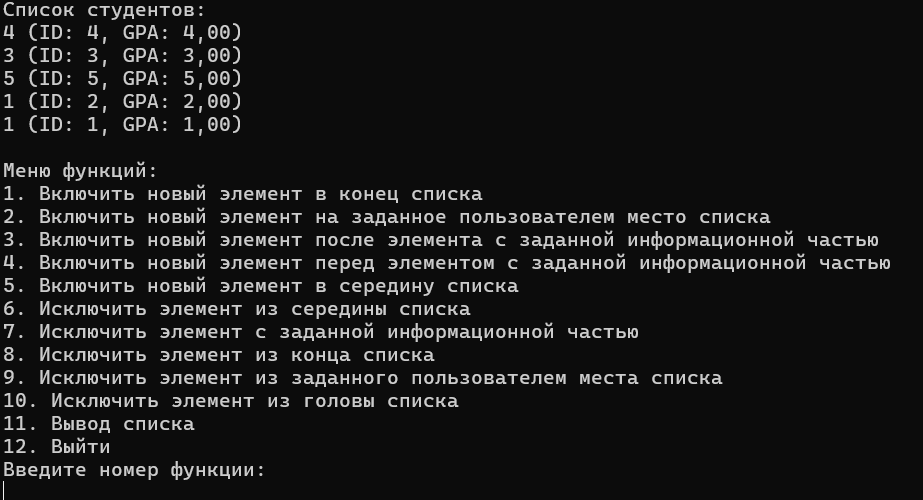 Список студентов:
4 (ID: 4, GPA: 4,00)
3 (ID: 3, GPA: 3,00)
5 (ID: 5, GPA: 5,00)
1 (ID: 2, GPA: 2,00)
1 (ID: 1, GPA: 1,00)
Меню функций:
1. Включить новый элемент в конец списка
2. Включить новый элемент на заданное пользователем место списка
3. Включить новый элемент после элемента с заданной информационной частью
4. Включить новый элемент перед элементом с заданной информационной частью
5. Включить новый элемент в середину списка
6. Исключить элемент из середины списка
7. Исключить элемент с заданной информационной частью
8. Исключить элемент из конца списка
9. Исключить элемент из заданного пользователем места списка
10. Исключить элемент из головы списка
11. Вывод списка
12. Выйти
Введите номер функции: